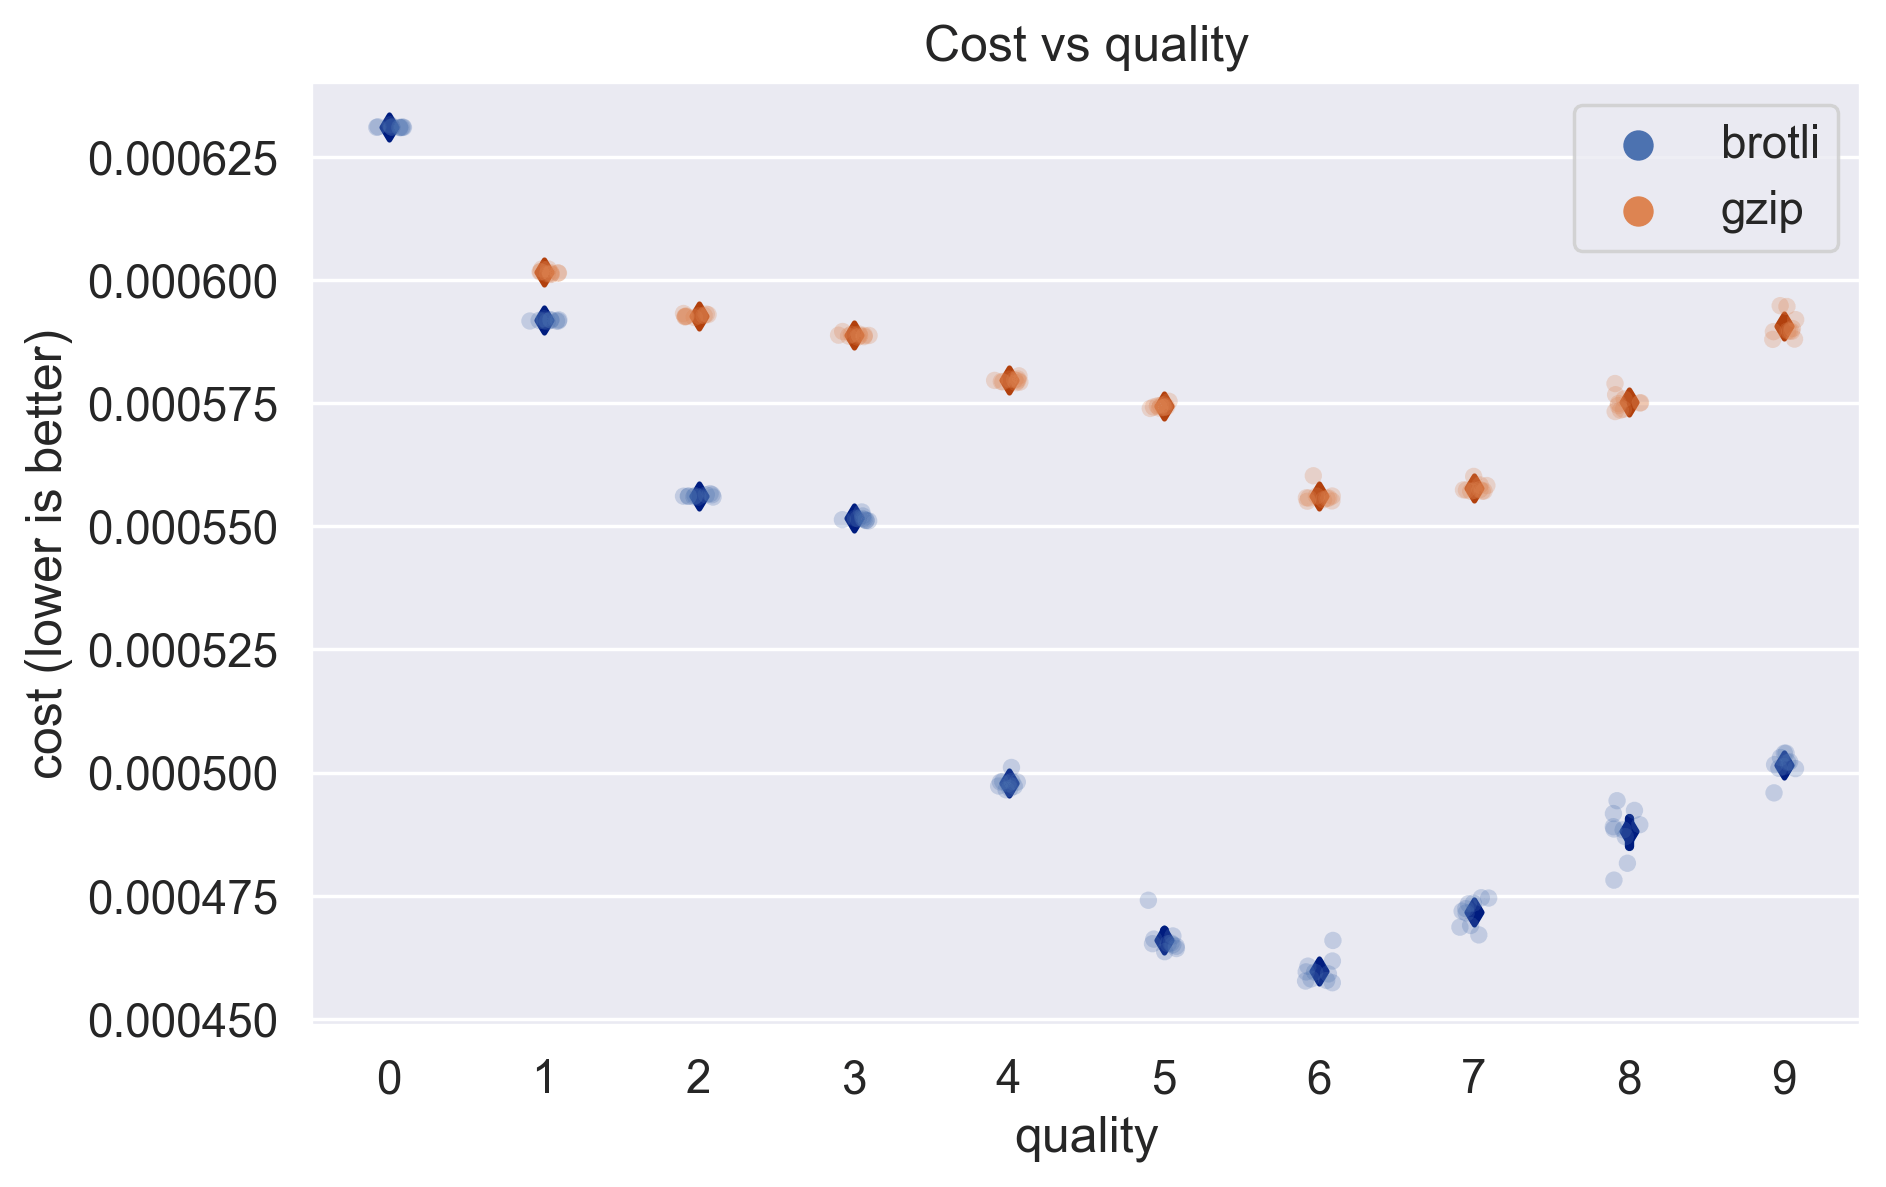 Cost vs quality
brotli
gzip
cost (lower is better)
0.000625
0.000600
0.000575
0.000550
0.000525
0.000500
0.000475
0.000450
0 1 2 3 4 5 6 7 8 9
quality